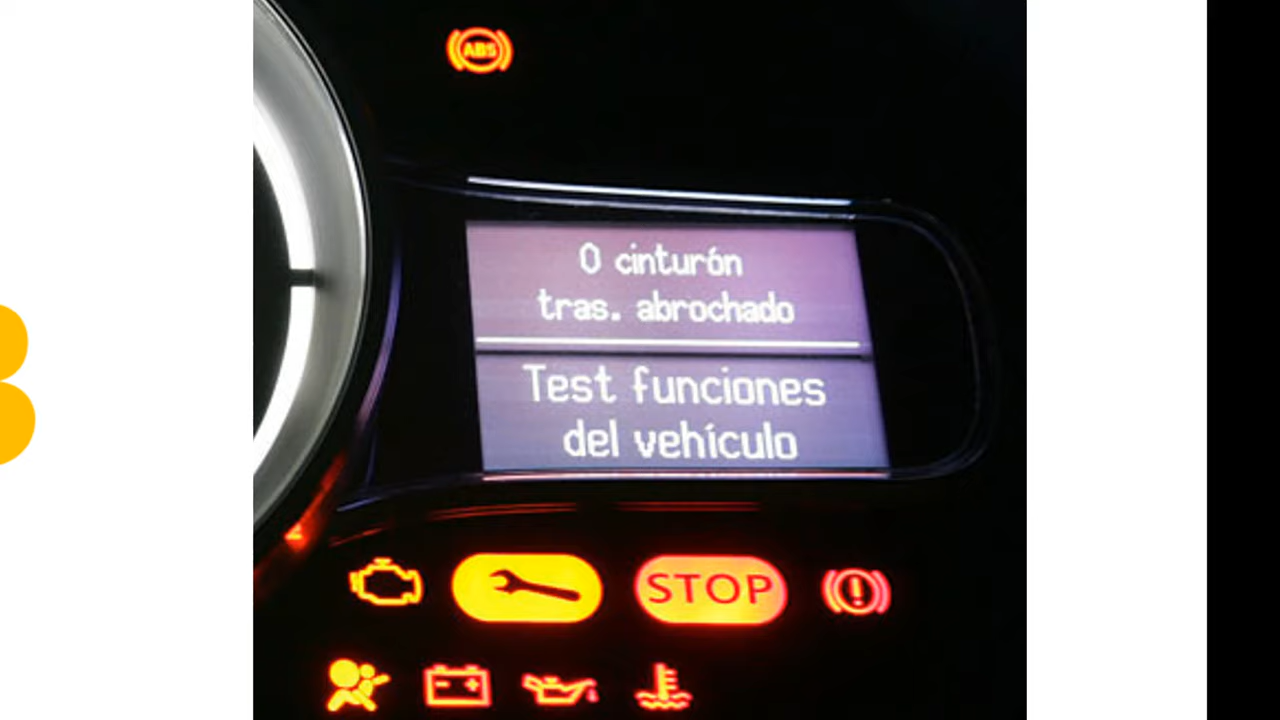 ABS
0 cinturón
tras. abrochado
Test funciones
del vehículo
STOP